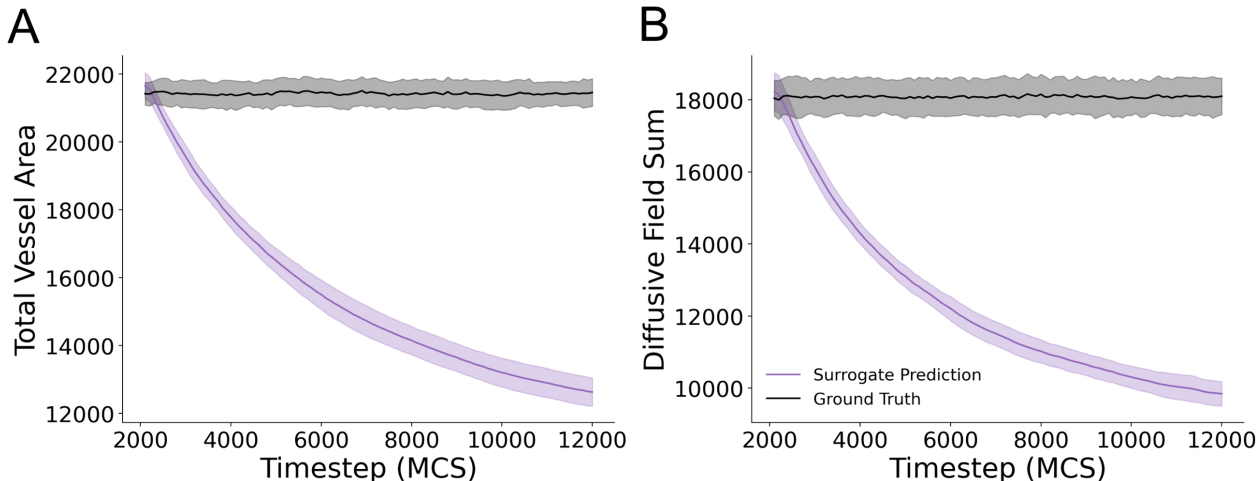 A
Total Vessel Area
22000
20000
18000
16000
14000
12000
2000 4000 6000 8000 10000 12000
Timestep (MCS)
B
Diffusive Field Sum
18000
16000
14000
12000
10000
Surrogate Prediction
Ground Truth
2000 4000 6000 8000 10000 12000
Timestep (MCS)